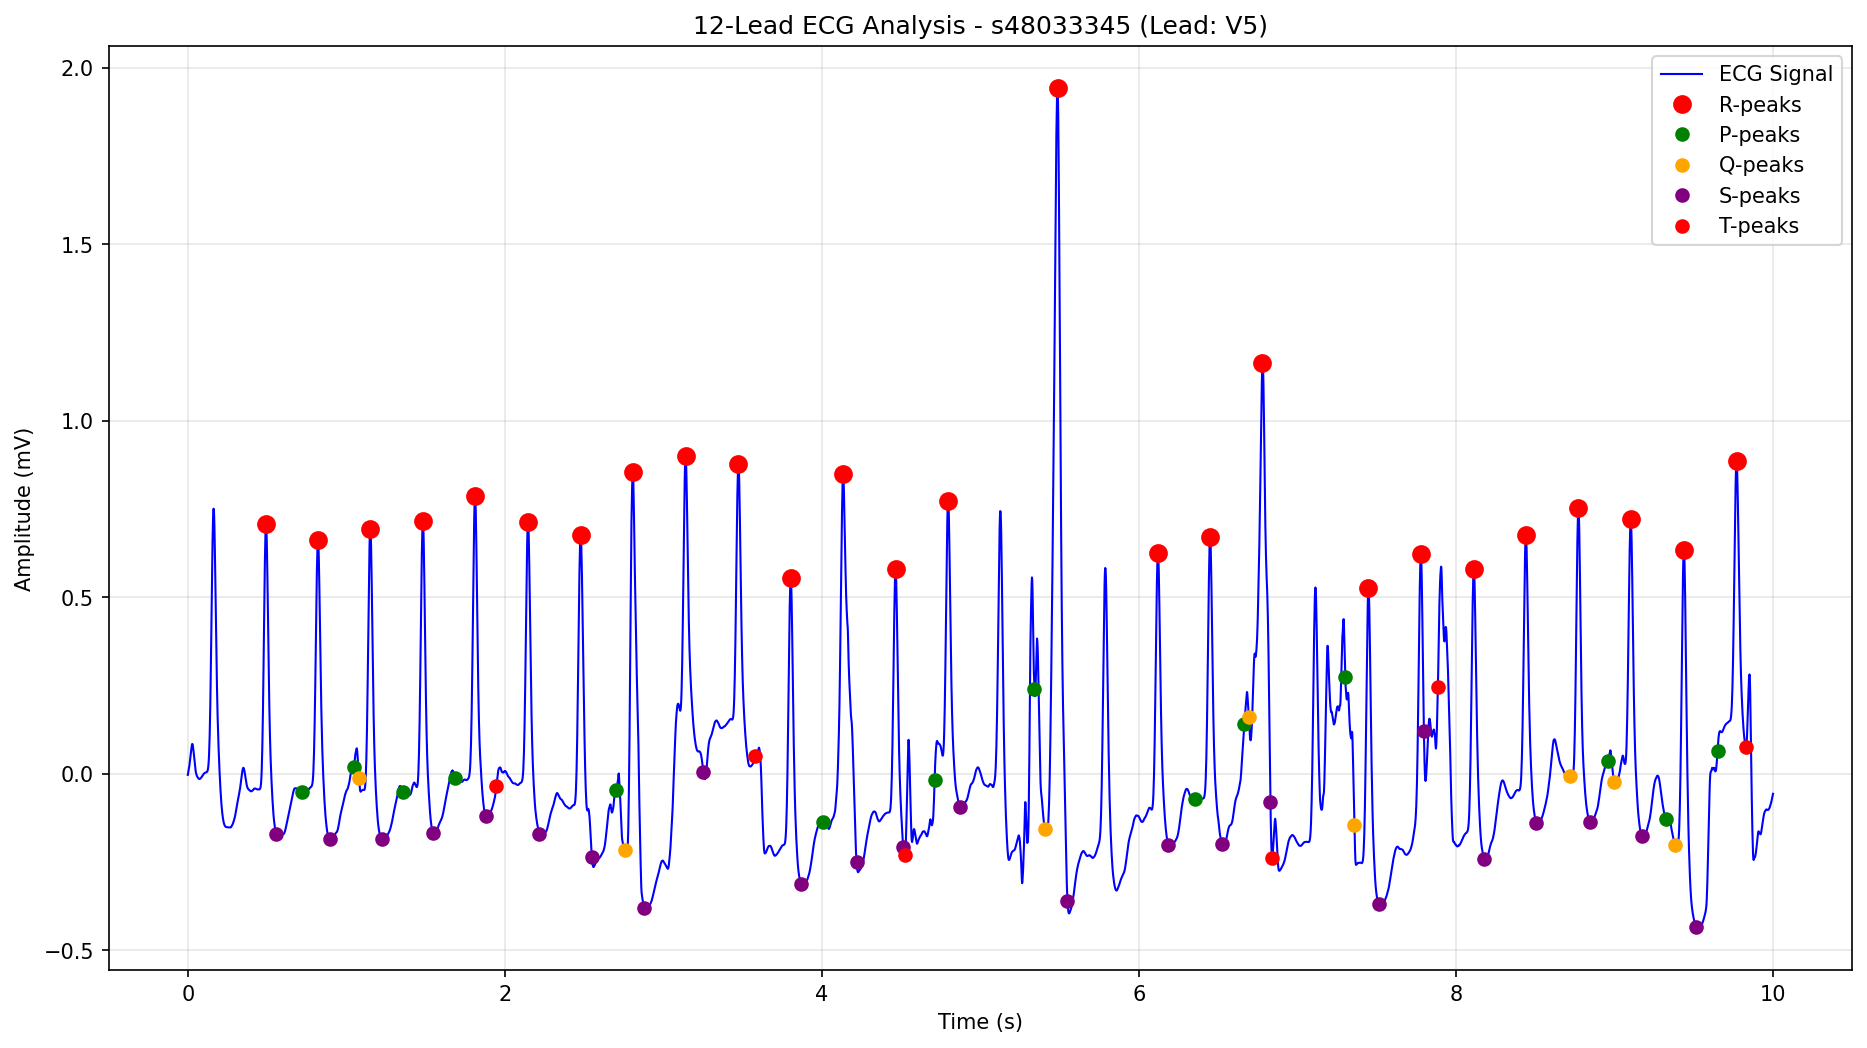 12-Lead ECG Analysis - s48033345 (Lead: V5)
2.0
1.5
1.0
0.5
0.0
−0.5
Amplitude (mV)
0
2
4
6
8
10
Time (s)
ECG Signal
R-peaks
P-peaks
Q-peaks
S-peaks
T-peaks